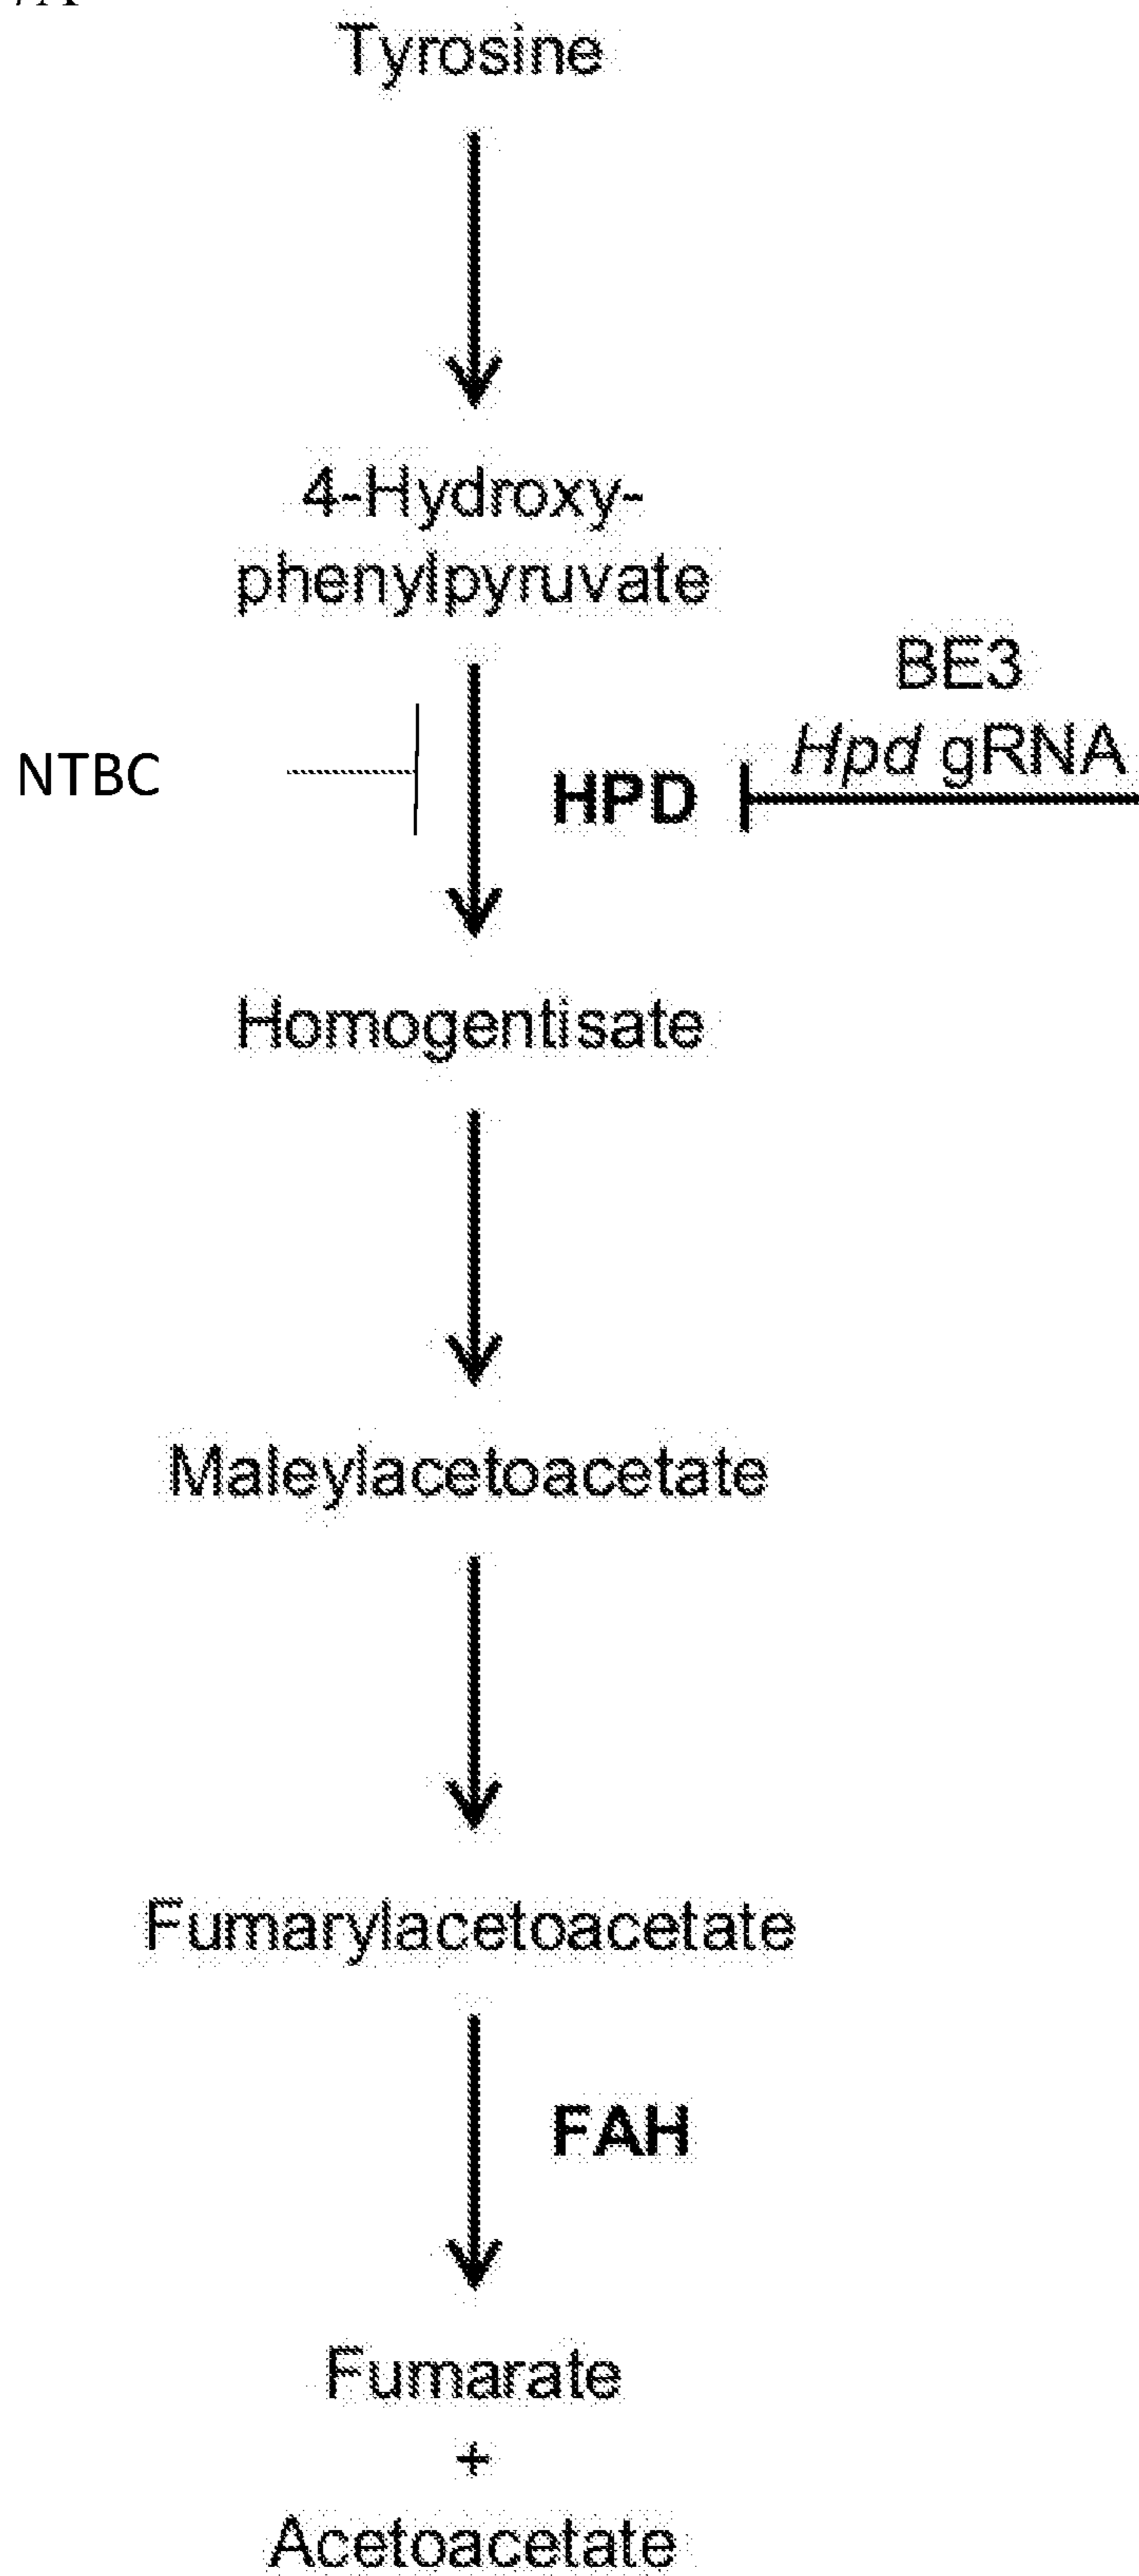 Tyrosine
4-Hydroxy-
phenylpyruvate
BE3
Hpd gRNA
NTBC
HPD
Homogentisate
Maleylacetoacetate
Fumarylacetoacetate
FAH
Fumarate
+
Acetoacetate